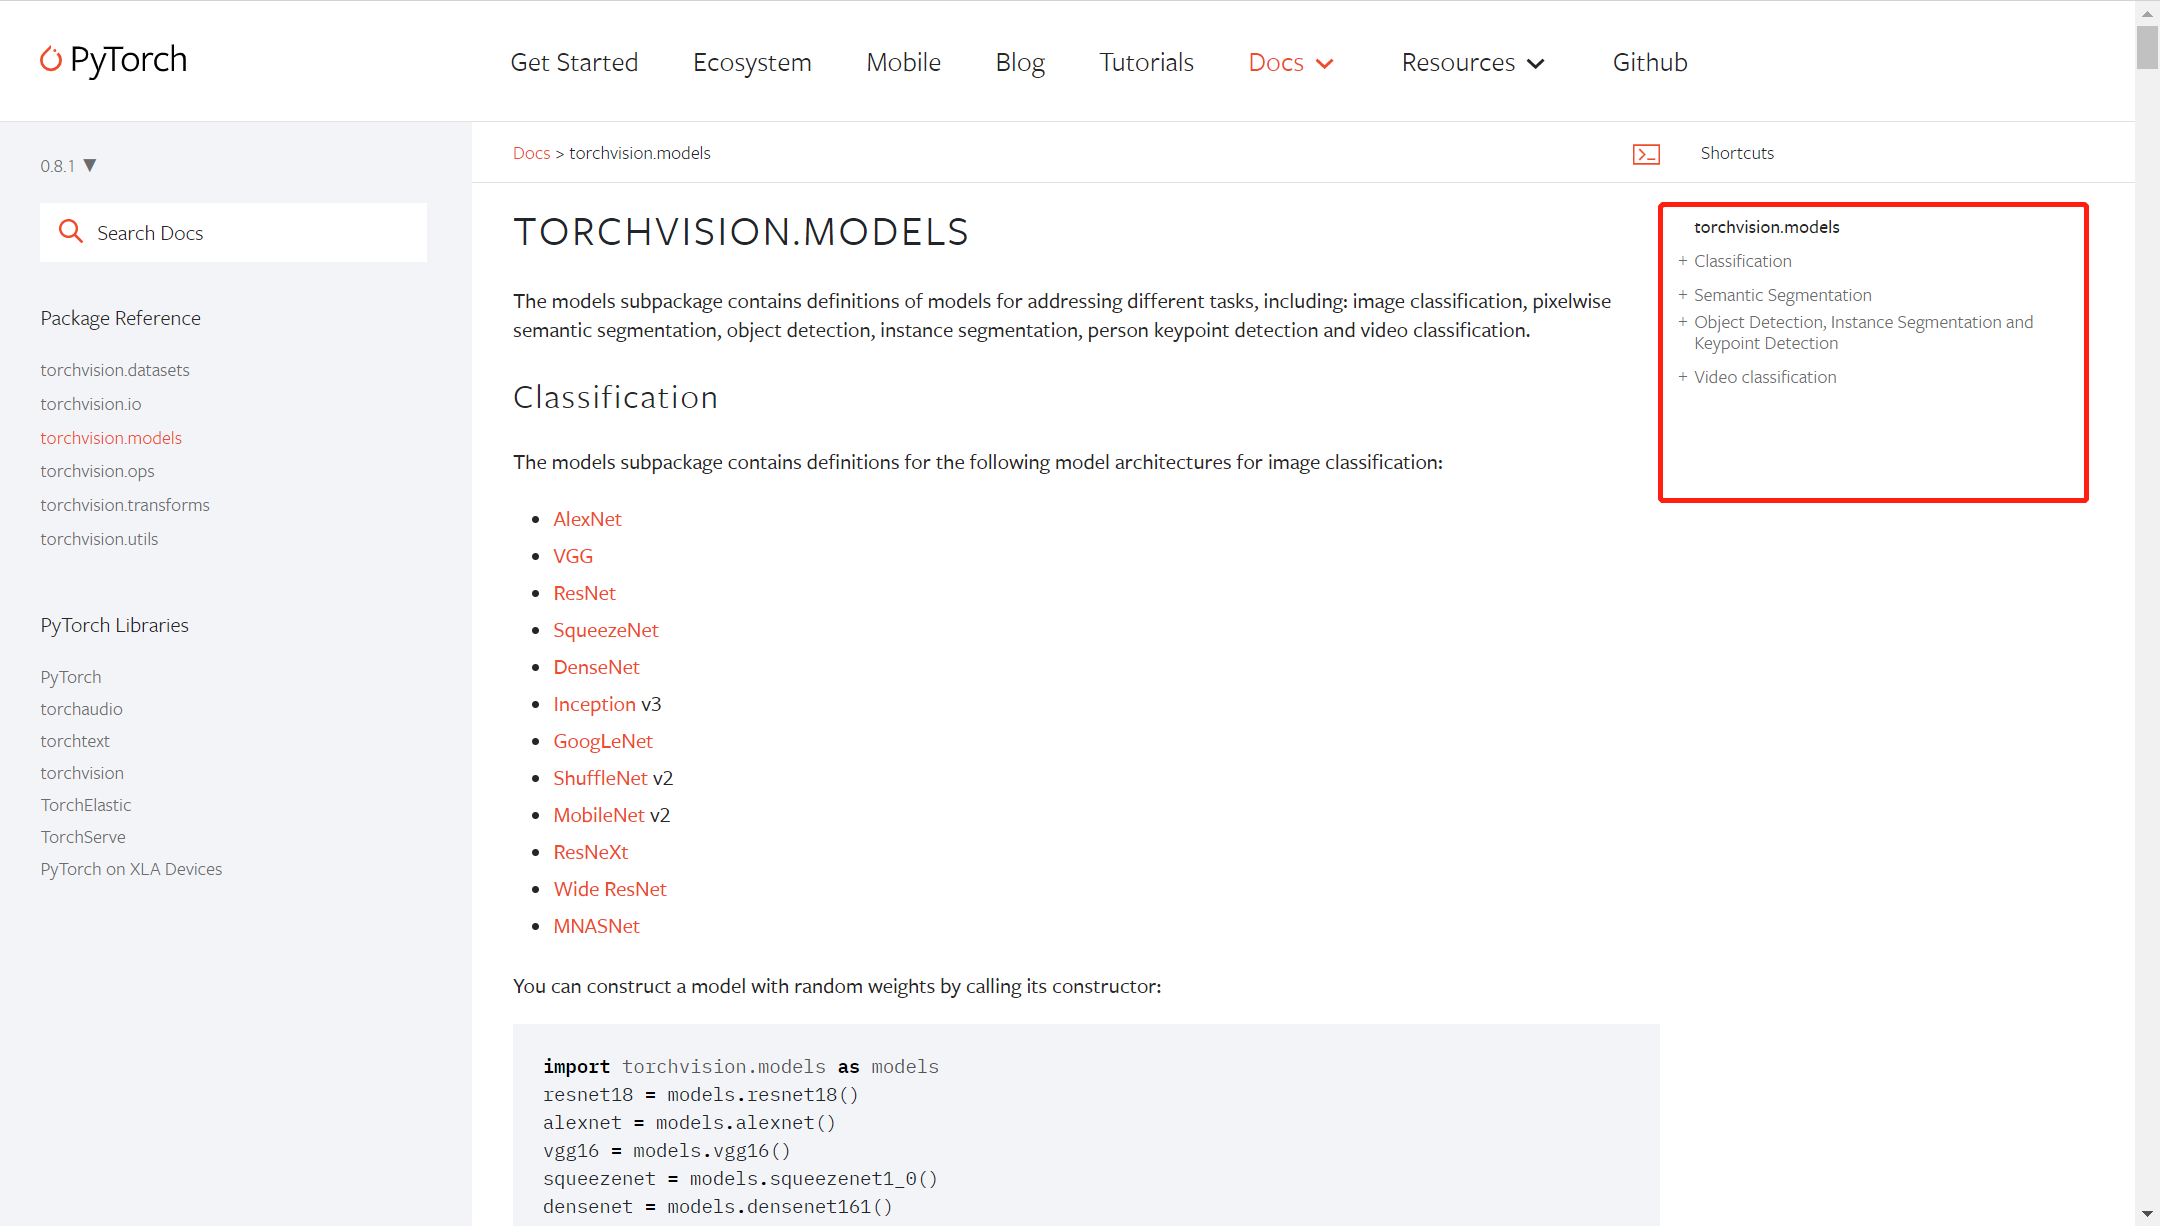 PyTorch
Get Started Ecosystem Mobile Blog Tutorials Docs Resources Github
0.8.1 ▼
Search Docs
Package Reference
torchvision.datasets
torchvision.io
torchvision.models
torchvision.ops
torchvision.transforms
torchvision.utils
PyTorch Libraries
PyTorch
torchaudio
torchtext
torchvision
TorchElastic
TorchServe
PyTorch on XLA Devices
Docs > torchvision.models
Shortcuts
TORCHVISION.MODELS
The models subpackage contains definitions of models for addressing different tasks, including: image classification, pixelwise
semantic segmentation, object detection, instance segmentation, person keypoint detection and video classification.
Classification
The models subpackage contains definitions for the following model architectures for image classification:
• AlexNet
• VGG
• ResNet
• SqueezeNet
• DenseNet
• Inception v3
• GoogLeNet
• ShuffleNet v2
• MobileNet v2
• ResNeXt
• Wide ResNet
• MNASNet
You can construct a model with random weights by calling its constructor:
import torchvision.models as models
resnet18 = models.resnet18()
alexnet = models.alexnet()
vgg16 = models.vgg16()
squeezenet = models.squeezenet1_0()
densenet = models.densenet161()
torchvision.models
+ Classification
+ Semantic Segmentation
+ Object Detection, Instance Segmentation and
Keypoint Detection
+ Video classification